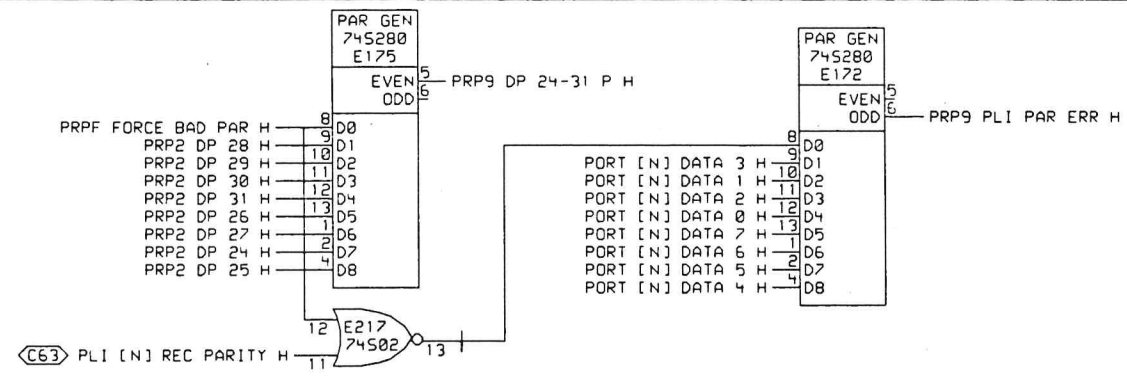 PAR GEN
74S280
E175
EVEN 5 PRP9 DP 24-31 P H
ODD 6
PRPF FORCE BAD PAR H 8 D0
PRP2 DP 28 H 9 D1
PRP2 DP 29 H 10 D2
PRP2 DP 30 H 11 D3
PRP2 DP 31 H 12 D4
PRP2 DP 26 H 13 D5
PRP2 DP 27 H 1 D6
PRP2 DP 24 H 2 D7
PRP2 DP 25 H 4 D8
12 E217
74S02 13
C63 PLI [N] REC PARITY H 11
PAR GEN
74S280
E172
EVEN 5
ODD 6 PRP9 PLI PAR ERR H
8 D0
PORT [N] DATA 3 H 9 D1
PORT [N] DATA 1 H 10 D2
PORT [N] DATA 2 H 11 D3
PORT [N] DATA 0 H 12 D4
PORT [N] DATA 7 H 13 D5
PORT [N] DATA 6 H 1 D6
PORT [N] DATA 5 H 2 D7
PORT [N] DATA 4 H 4 D8